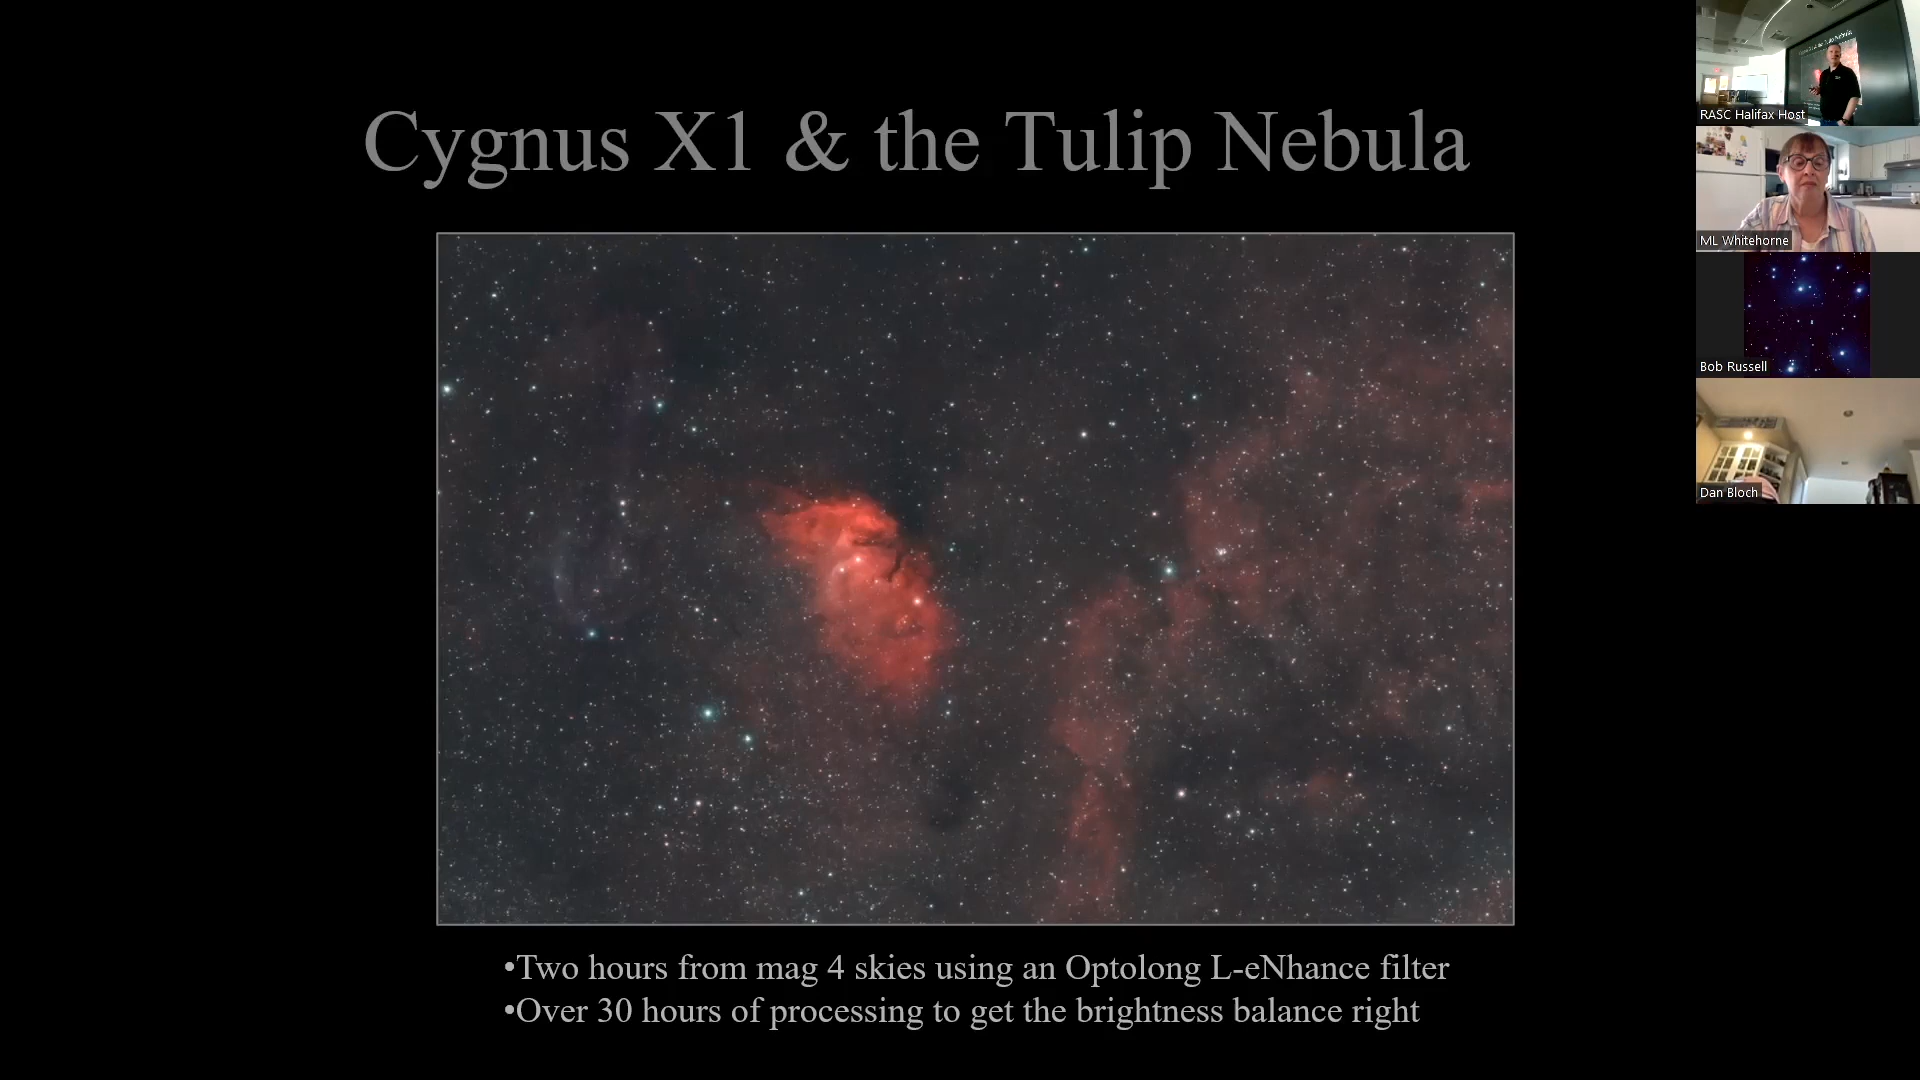 Cygnus X1 & the Tulip Nebula
•Two hours from mag 4 skies using an Optolong L-eNhance filter
•Over 30 hours of processing to get the brightness balance right
RASC Halifax Host
ML Whitehorne
Bob Russell
Dan Bloch